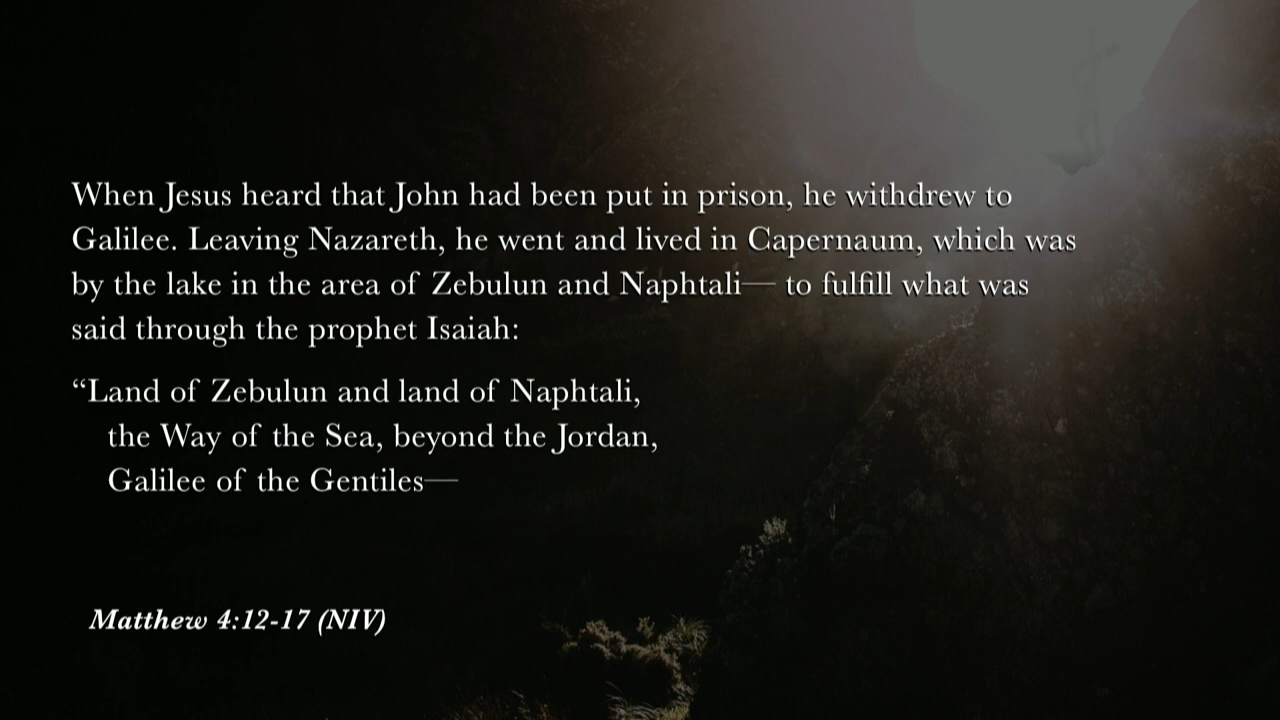 When Jesus heard that John had been put in prison, he withdrew to
Galilee. Leaving Nazareth, he went and lived in Capernaum, which was
by the lake in the area of Zebulun and Naphtali— to fulfill what was
said through the prophet Isaiah:
“Land of Zebulun and land of Naphtali,
the Way of the Sea, beyond the Jordan,
Galilee of the Gentiles—
Matthew 4:12-17 (NIV)